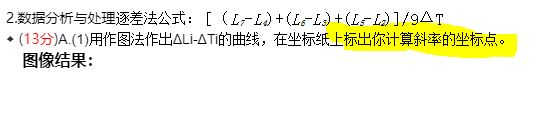 2.数据分析与处理逐差法公式：[（L₇-L₄)+(L₆-L₃)+(L₅-L₂)]/9△T
◆ (13分)A.(1)用作图法作出ΔLi-ΔTi的曲线，在坐标纸上标出你计算斜率的坐标点。
图像结果：